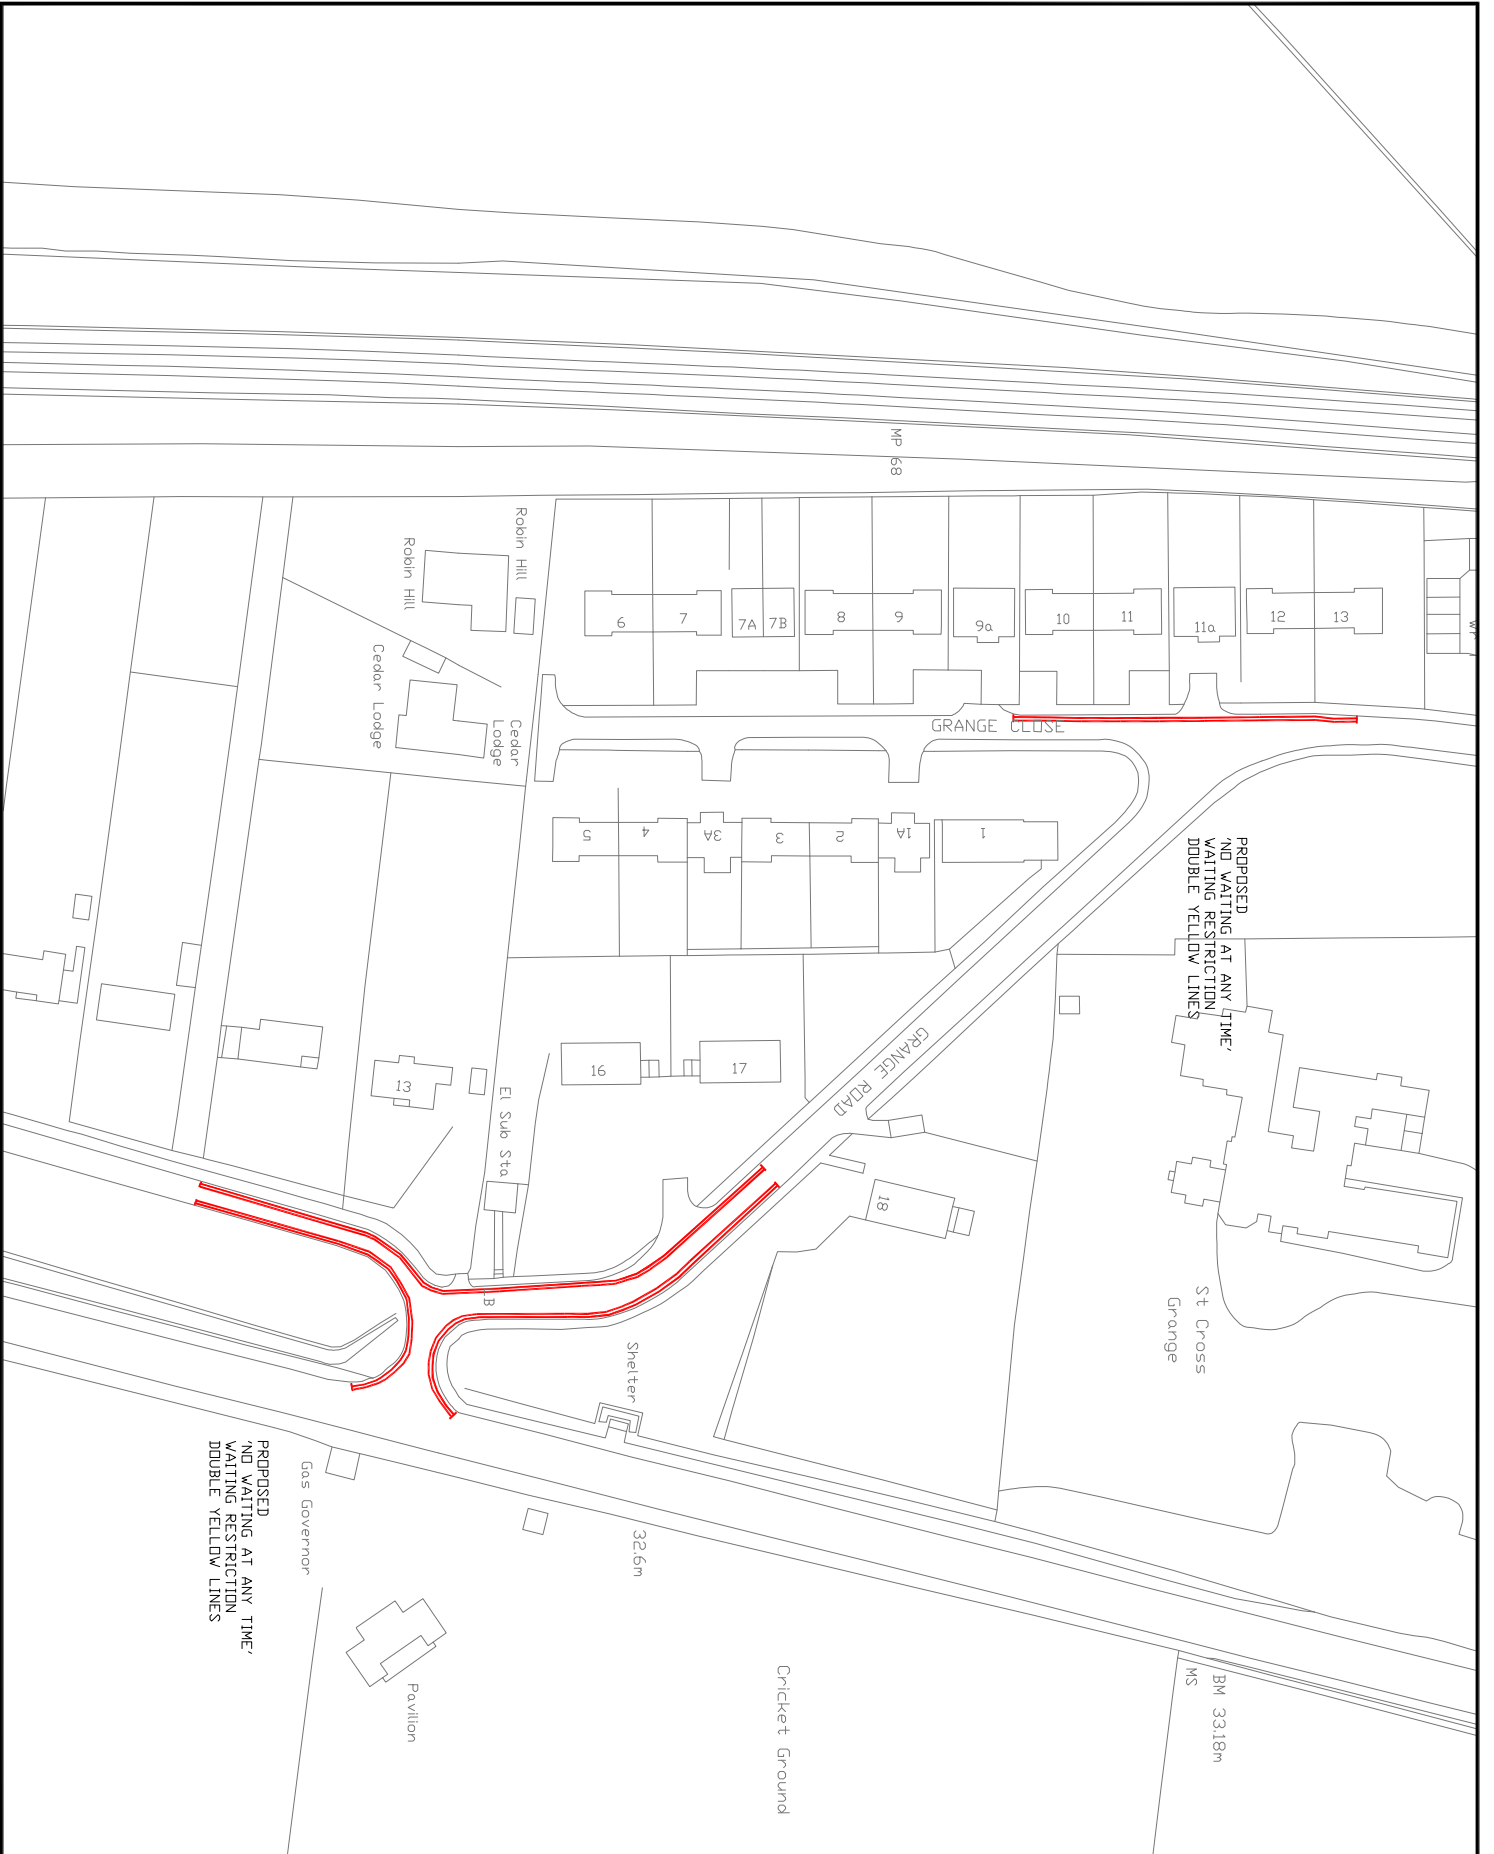 MP 68
Robin Hill
Robin Hill
Cedar Lodge
Cedar
Lodge
6
7
7A
7B
8
9
9a
10
11
11a
12
13
GRANGE CLOSE
5
4
3A
3
2
1A
1
PROPOSED
'NO WAITING AT ANY TIME'
WAITING RESTRICTION
DOUBLE YELLOW LINES
GRANGE ROAD
16
17
13
El Sub Sta
18
LB
Shelter
St Cross
Grange
PROPOSED
'NO WAITING AT ANY TIME'
WAITING RESTRICTION
DOUBLE YELLOW LINES
Gas Governor
32.6m
Pavilion
Cricket Ground
MS
BM 33.18m